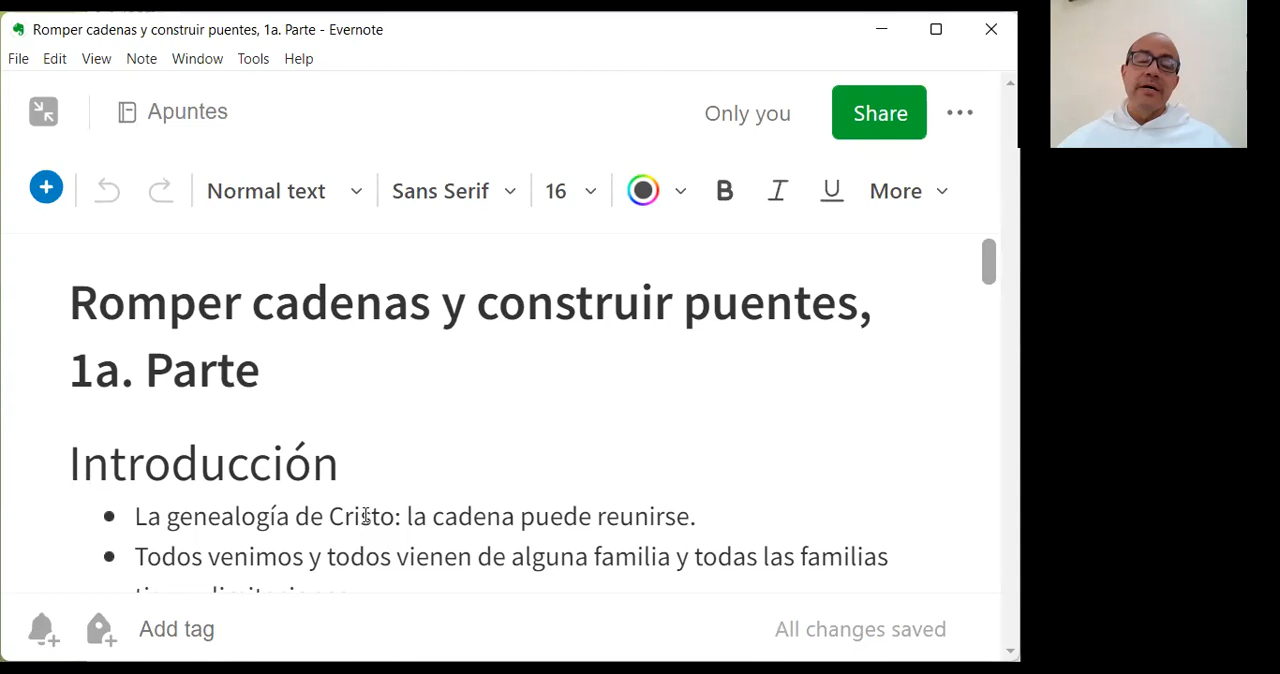 Romper cadenas y construir puentes, 1a. Parte - Evernote
File Edit View Note Window Tools Help
Apuntes
Only you
Share
Normal text
Sans Serif
16
B I U
More
Romper cadenas y construir puentes,
1a. Parte
Introducción
La genealogía de Cristo: la cadena puede reunirse.
Todos venimos y todos vienen de alguna familia y todas las familias
Add tag
All changes saved